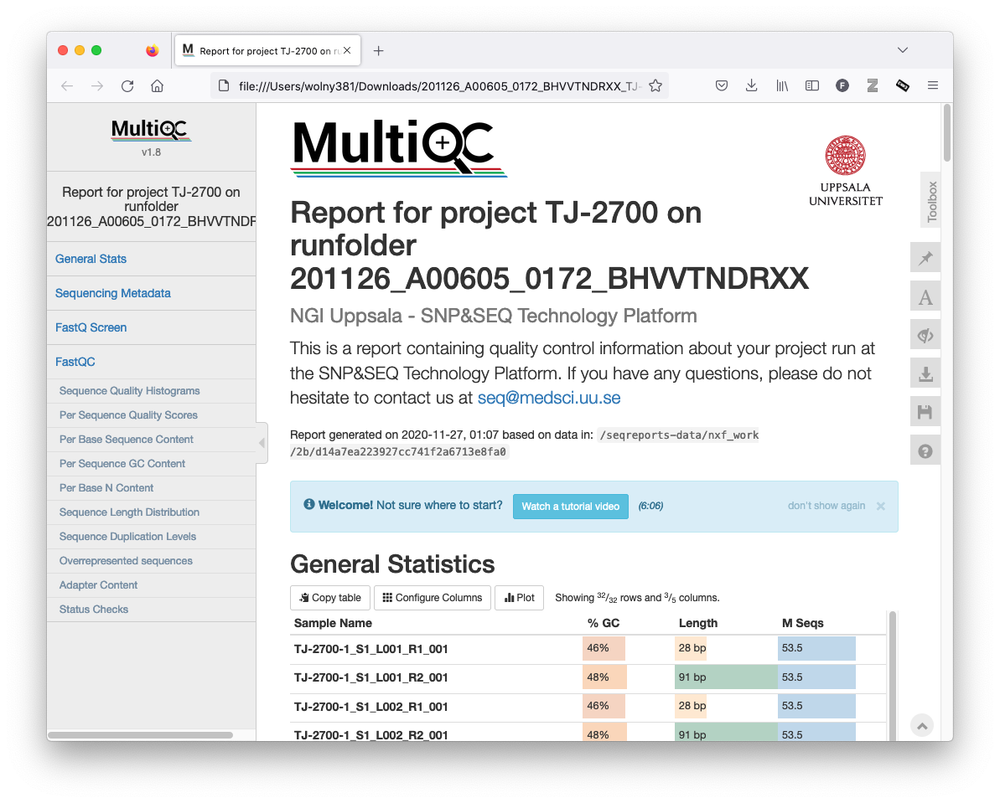 Report for project TJ-2700 on ru
file:///Users/wolny381/Downloads/201126_A00605_0172_BHVVTNDRXX_TJ-
MultiQC
v1.8
Report for project TJ-2700 on
runfolder
201126_A00605_0172_BHVVTNDR
General Stats
Sequencing Metadata
FastQ Screen
FastQC
Sequence Quality Histograms
Per Sequence Quality Scores
Per Base Sequence Content
Per Sequence GC Content
Per Base N Content
Sequence Length Distribution
Sequence Duplication Levels
Overrepresented sequences
Adapter Content
Status Checks
MultiQC
UPPSALA
UNIVERSITET
Toolbox
Report for project TJ-2700 on
runfolder
201126_A00605_0172_BHVVTNDRXX
NGI Uppsala - SNP&SEQ Technology Platform
This is a report containing quality control information about your project run at
the SNP&SEQ Technology Platform. If you have any questions, please do not
hesitate to contact us at seq@medsci.uu.se
Report generated on 2020-11-27, 01:07 based on data in: /seqreports-data/nxf_work
/2b/d14a7ea223927cc741f2a6713e8fa0
Welcome! Not sure where to start? Watch a tutorial video (6:06) don't show again
General Statistics
Copy table Configure Columns Plot Showing 32/32 rows and 3/5 columns.
Sample Name % GC Length M Seqs
TJ-2700-1_S1_L001_R1_001 46% 28 bp 53.5
TJ-2700-1_S1_L001_R2_001 48% 91 bp 53.5
TJ-2700-1_S1_L002_R1_001 46% 28 bp 53.5
TJ-2700-1_S1_L002_R2_001 48% 91 bp 53.5